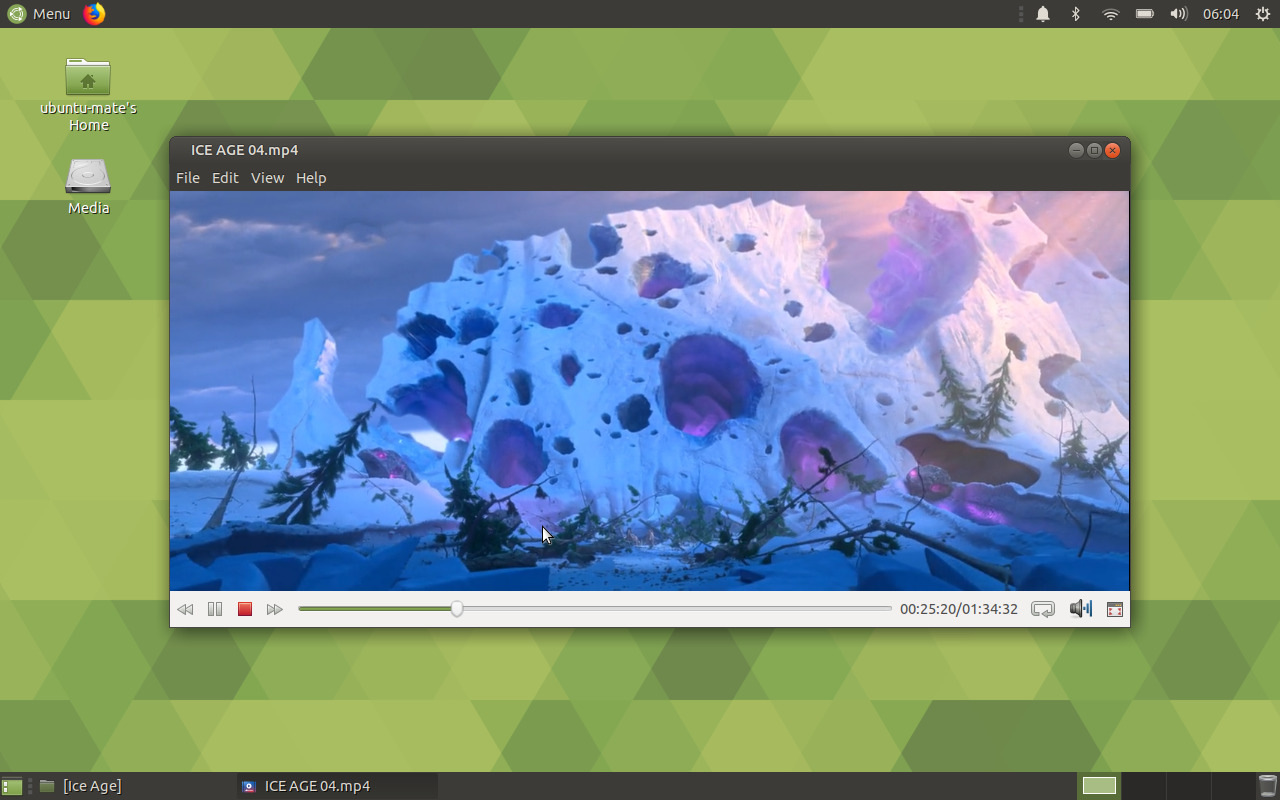 Menu
06:04
ubuntu-mate's
Home
Media
ICE AGE 04.mp4
File Edit View Help
00:25:20/01:34:32
[Ice Age]
ICE AGE 04.mp4